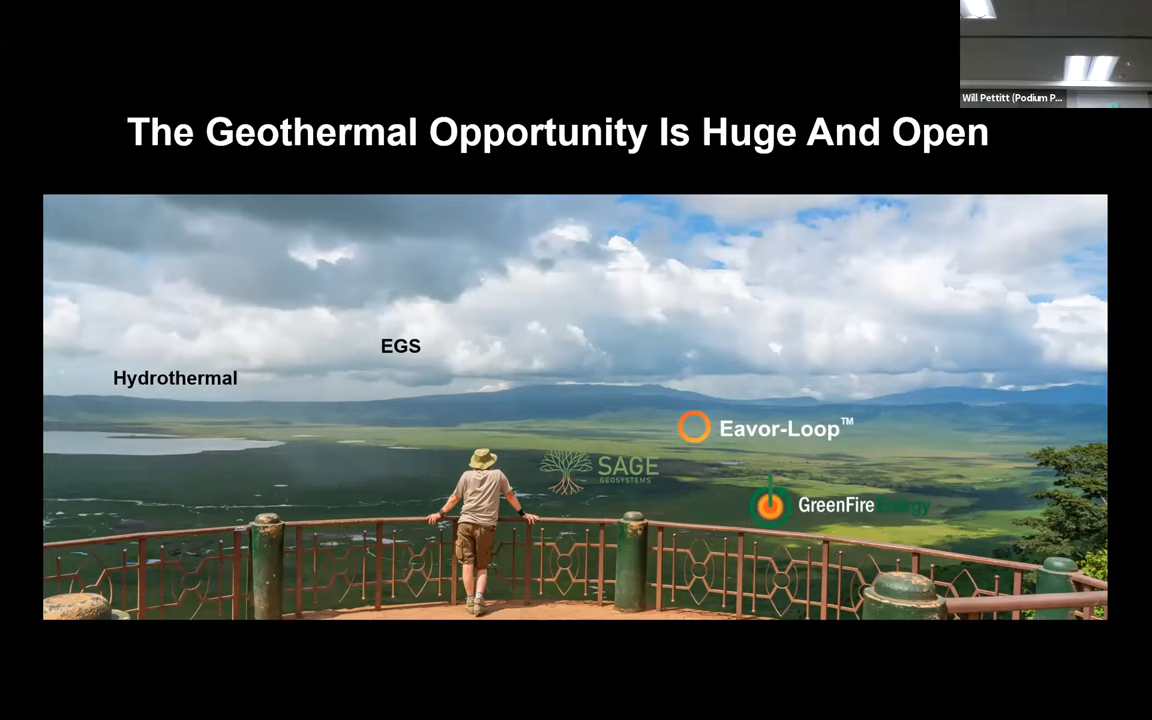 Will Pettitt (Podium P...
The Geothermal Opportunity Is Huge And Open
EGS
Hydrothermal
Eavor-Loop™
SAGE
GEOSYSTEMS
GreenFire Energy